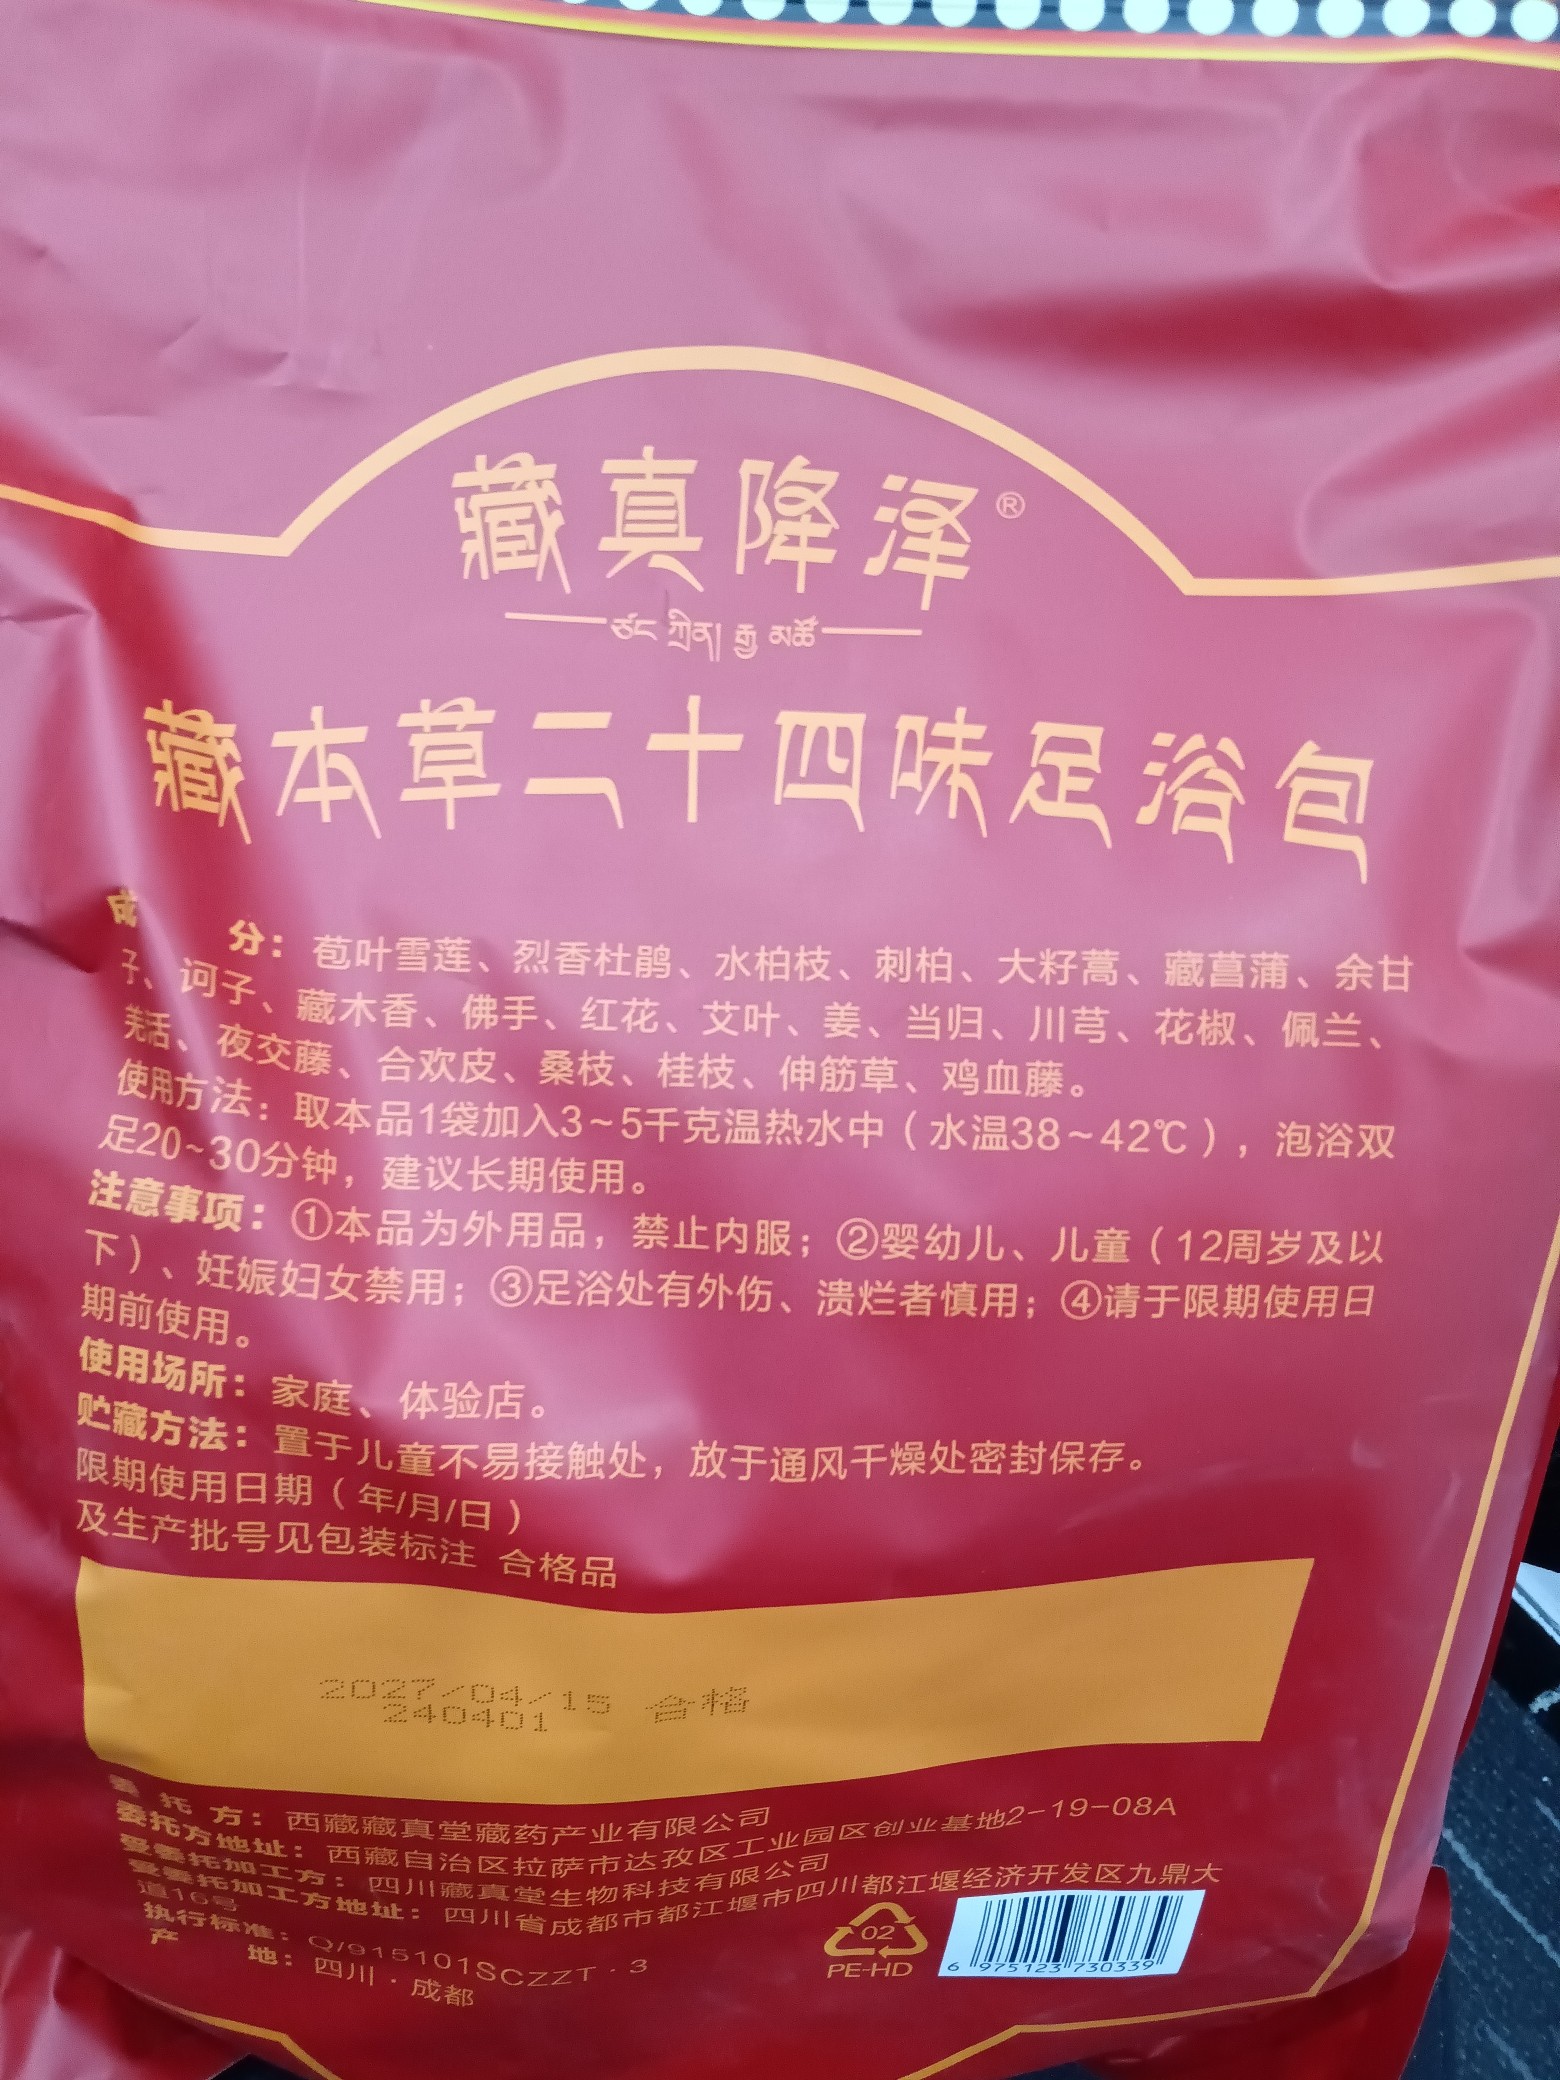 藏真降泽®
藏本草二十四味足浴包
成 分：苞叶雪莲、烈香杜鹃、水柏枝、刺柏、大籽蒿、藏菖蒲、余甘
子、诃子、藏木香、佛手、红花、艾叶、姜、当归、川芎、花椒、佩兰、
羌活、夜交藤、合欢皮、桑枝、桂枝、伸筋草、鸡血藤。
使用方法：取本品1袋加入3~5千克温热水中（水温38~42℃），泡浴双
足20~30分钟，建议长期使用。
注意事项：①本品为外用品，禁止内服；②婴幼儿、儿童（12周岁及以
下）、妊娠妇女禁用；③足浴处有外伤、溃烂者慎用；④请于限期使用日
期前使用。
使用场所：家庭、体验店。
贮藏方法：置于儿童不易接触处，放于通风干燥处密封保存。
限期使用日期（年/月/日）
及生产批号见包装标注 合格品
2027/04/15 合格
240401
委托方：西藏藏真堂藏药产业有限公司
委托方地址：西藏自治区拉萨市达孜区工业园区创业基地2-19-08A
受委托加工方：四川藏真堂生物科技有限公司
受委托加工方地址：四川省成都市都江堰市四川都江堰经济开发区九鼎大
道16号
执行标准：Q/915101SCZZT·3
产 地：四川·成都
02
PE-HD
6 975123 730339